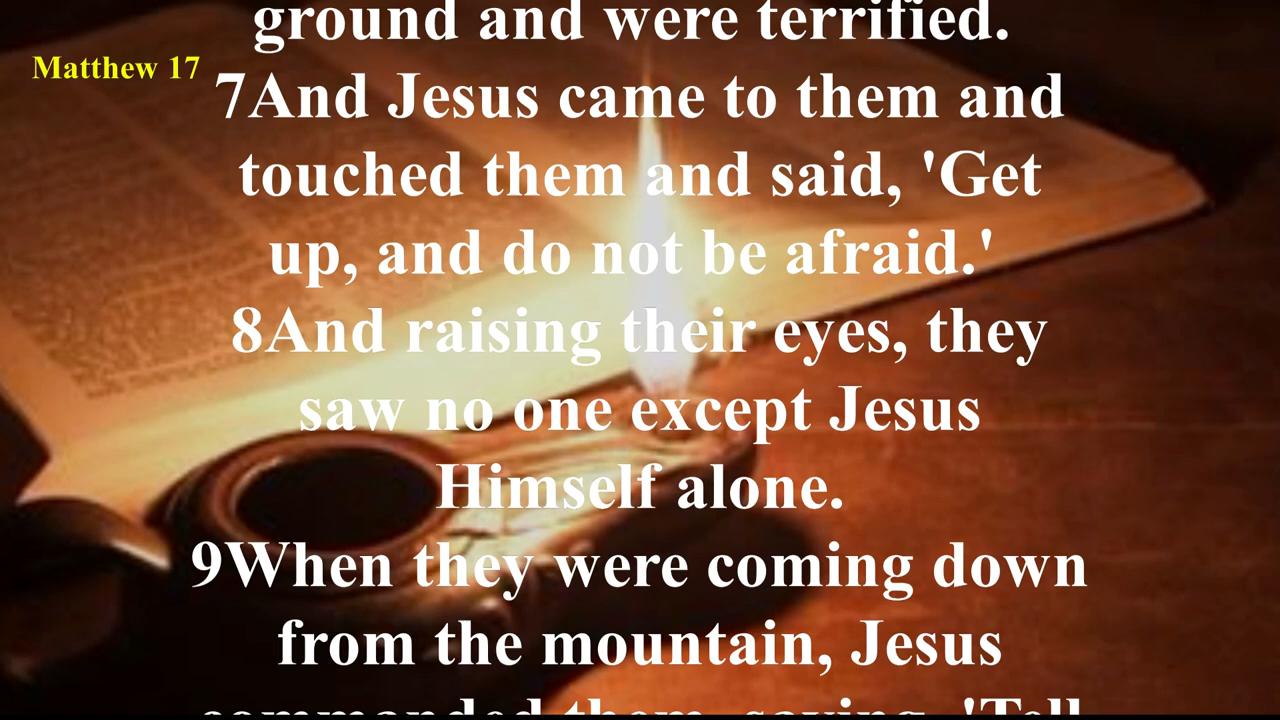 ground and were terrified.
Matthew 17
7And Jesus came to them and
touched them and said, 'Get
up, and do not be afraid.'
8And raising their eyes, they
saw no one except Jesus
Himself alone.
9When they were coming down
from the mountain, Jesus
commanded them, saying, 'Tell